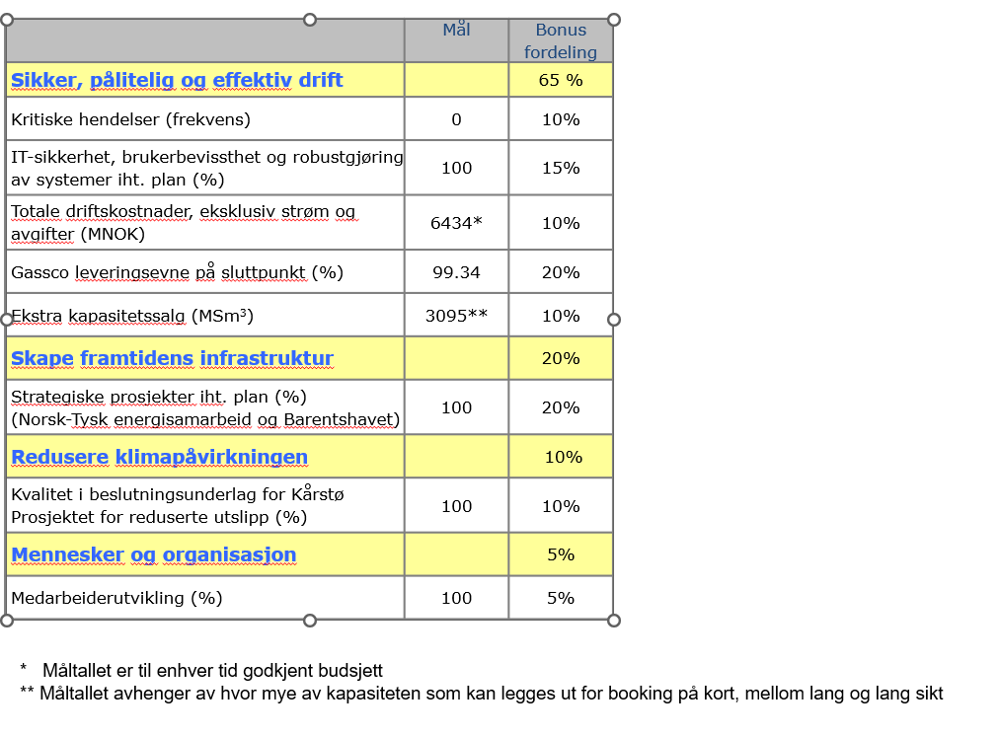 Mål
Bonus
fordeling
Sikker, pålitelig og effektiv drift
65 %
Kritiske hendelser (frekvens)
0
10%
IT-sikkerhet, brukerbevissthet og robustgjøring
av systemer iht. plan (%)
100
15%
Totale driftskostnader, eksklusiv strøm og
avgifter (MNOK)
6434*
10%
Gassco leveringsevne på sluttpunkt (%)
99.34
20%
Ekstra kapasitetssalg (MSm³)
3095**
10%
Skape framtidens infrastruktur
20%
Strategiske prosjekter iht. plan (%)
(Norsk-Tysk energisamarbeid og Barentshavet)
100
20%
Redusere klimapåvirkningen
10%
Kvalitet i beslutningsunderlag for Kårstø
Prosjektet for reduserte utslipp (%)
100
10%
Mennesker og organisasjon
5%
Medarbeiderutvikling (%)
100
5%
* Måltallet er til enhver tid godkjent budsjett
** Måltallet avhenger av hvor mye av kapasiteten som kan legges ut for booking på kort, mellom lang og lang sikt